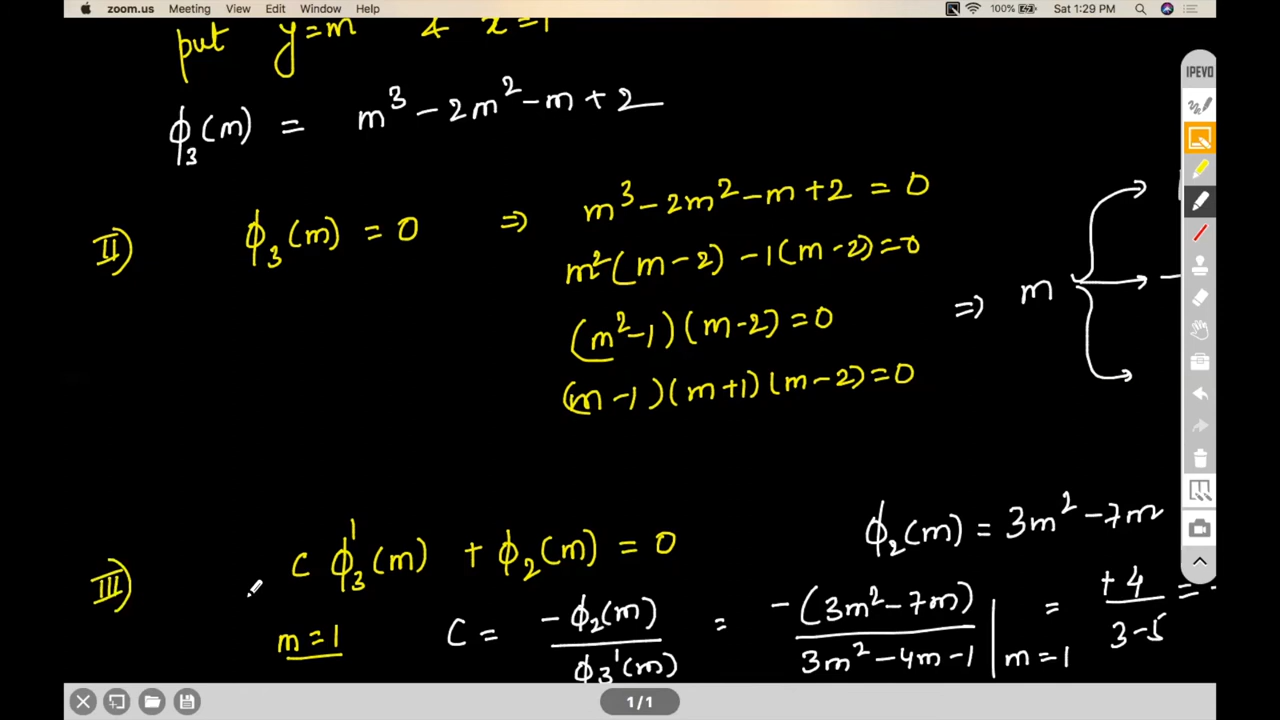 zoom.us Meeting View Edit Window Help 100% Sat 1:29 PM
put y=m & x=1
ϕ₃(m) = m³ - 2m² - m + 2
IPEVO
II) ϕ₃(m) = 0 ⇒ m³ - 2m² - m + 2 = 0
m²(m-2) - 1(m-2) = 0
(m²-1)(m-2) = 0 ⇒ m
(m-1)(m+1)(m-2) = 0
ϕ₂(m) = 3m² - 7m
III) C ϕ₃'(m) + ϕ₂(m) = 0
m = 1 C = -ϕ₂(m) / ϕ₃'(m) = -(3m² - 7m) / 3m² - 4m - 1 | m = 1 = +4 / 3-5 = -
1/1